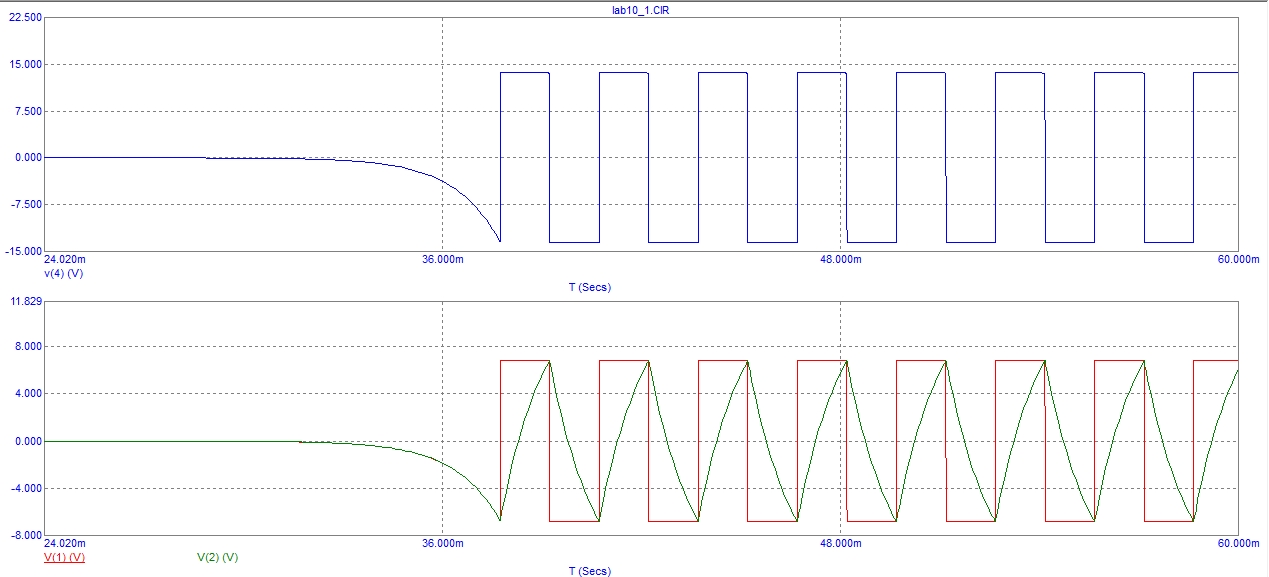 lab10_1.CIR
22.500
15.000
7.500
0.000
-7.500
-15.000
24.020m 36.000m 48.000m 60.000m
v(4) (V)
T (Secs)
11.829
8.000
4.000
0.000
-4.000
-8.000
24.020m 36.000m 48.000m 60.000m
V(1) (V) V(2) (V)
T (Secs)